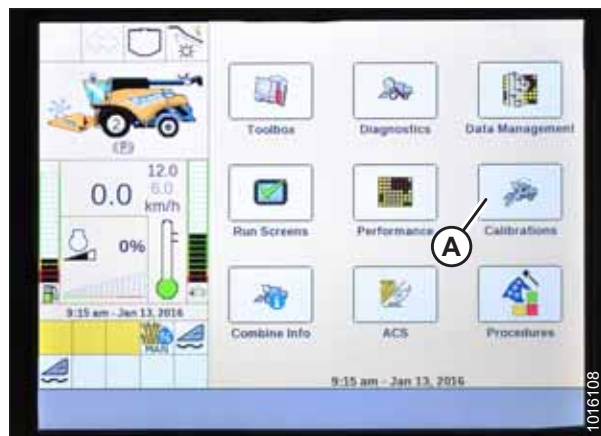 2
(P)
12.0
0.0
6.0
km/h
0%
9:15 am - Jan 13, 2016
MAN
Toolbox
Diagnostics
Data Management
Run Screens
Performance
Calibrations
A
Combine Info
ACS
Procedures
9:15 am - Jan 13, 2016
1016108